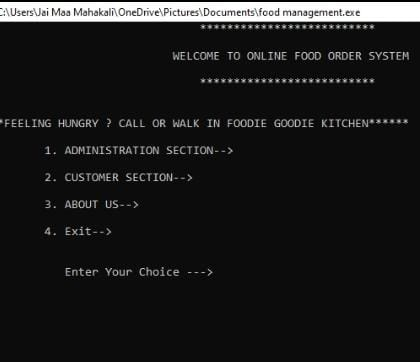 C:\Users\Jai Maa Mahakali\OneDrive\Pictures\Documents\food management.exe
**************************
WELCOME TO ONLINE FOOD ORDER SYSTEM
**************************
*FEELING HUNGRY ? CALL OR WALK IN FOODIE GOODIE KITCHEN******
1. ADMINISTRATION SECTION-->
2. CUSTOMER SECTION-->
3. ABOUT US-->
4. Exit-->
Enter Your Choice --->